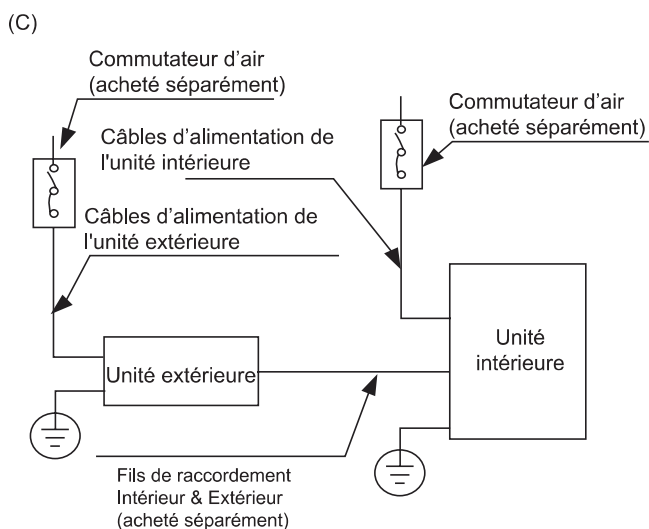 (C)
Commutateur d'air
(acheté séparément)
Commutateur d'air
(acheté séparément)
Câbles d'alimentation de
l'unité intérieure
Câbles d'alimentation de
l'unité extérieure
Unité
intérieure
Unité extérieure
Fils de raccordement
Intérieur & Extérieur
(acheté séparément)